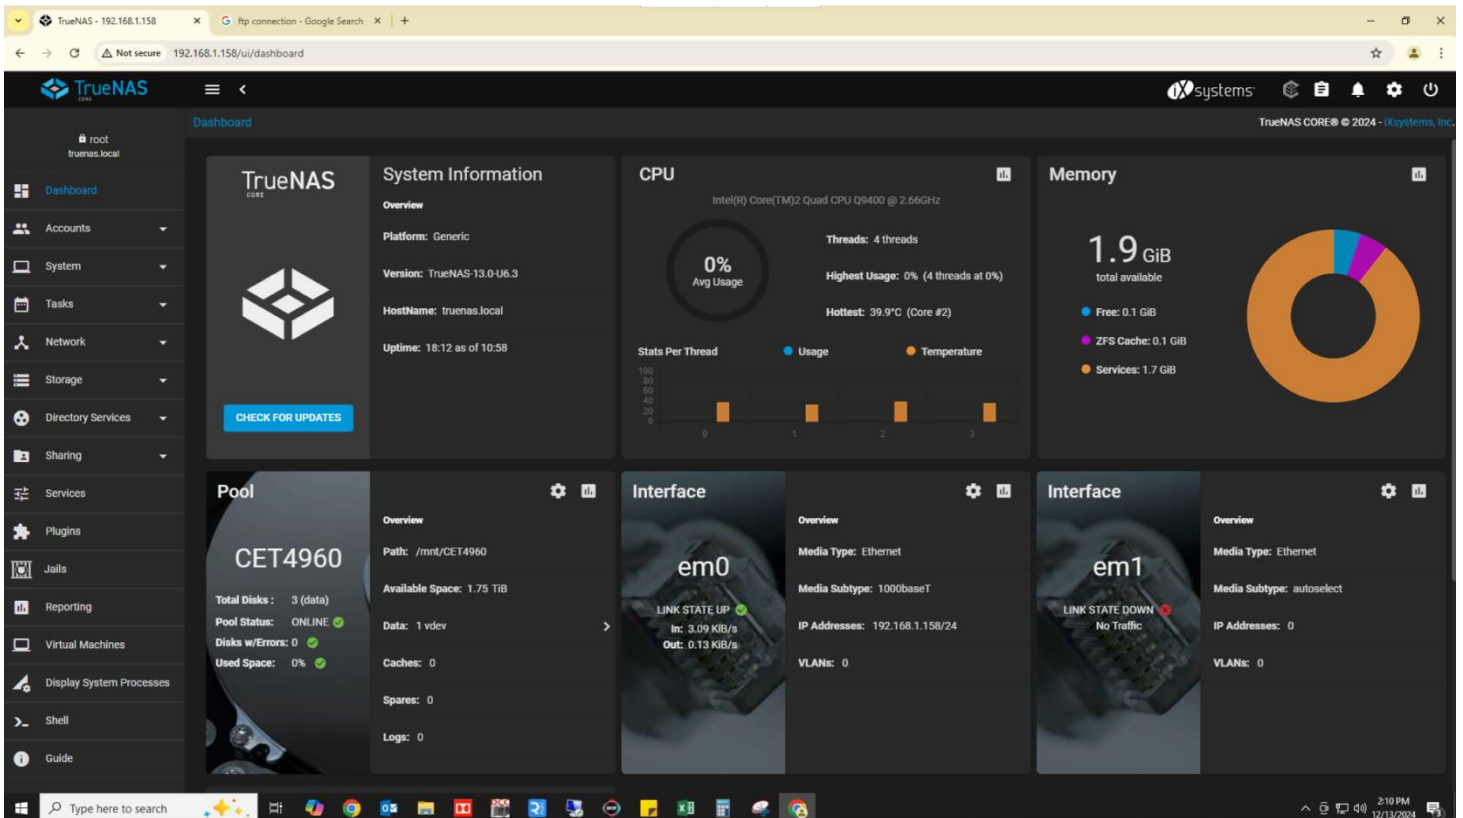 TrueNAS - 192.168.1.158
ftp connection - Google Search
Not secure
192.168.1.158/ui/dashboard
TrueNAS
CORE
iXsystems
root
truenas.local
Dashboard
TrueNAS CORE® © 2024 - iXsystems, Inc.
Dashboard
Accounts
System
Tasks
Network
Storage
Directory Services
Sharing
Services
Plugins
Jails
Reporting
Virtual Machines
Display System Processes
Shell
Guide
TrueNAS
CORE
CHECK FOR UPDATES
System Information
Overview
Platform: Generic
Version: TrueNAS-13.0-U6.3
HostName: truenas.local
Uptime: 18:12 as of 10:58
CPU
Intel(R) Core(TM)2 Quad CPU Q9400 @ 2.66GHz
0%
Avg Usage
Threads: 4 threads
Highest Usage: 0% (4 threads at 0%)
Hottest: 39.9°C (Core #2)
Stats Per Thread
Usage
Temperature
100
80
60
40
20
0
0 1 2 3
Memory
1.9 GiB
total available
Free: 0.1 GiB
ZFS Cache: 0.1 GiB
Services: 1.7 GiB
Pool
CET4960
Total Disks : 3 (data)
Pool Status: ONLINE
Disks w/Errors: 0
Used Space: 0%
Overview
Path: /mnt/CET4960
Available Space: 1.75 TiB
Data: 1 vdev
Caches: 0
Spares: 0
Logs: 0
Interface
em0
LINK STATE UP
In: 3.09 KiB/s
Out: 0.13 KiB/s
Overview
Media Type: Ethernet
Media Subtype: 1000baseT
IP Addresses: 192.168.1.158/24
VLANs: 0
Interface
em1
LINK STATE DOWN
No Traffic
Overview
Media Type: Ethernet
Media Subtype: autoselect
IP Addresses: 0
VLANs: 0
Type here to search
2:10 PM
12/13/2024